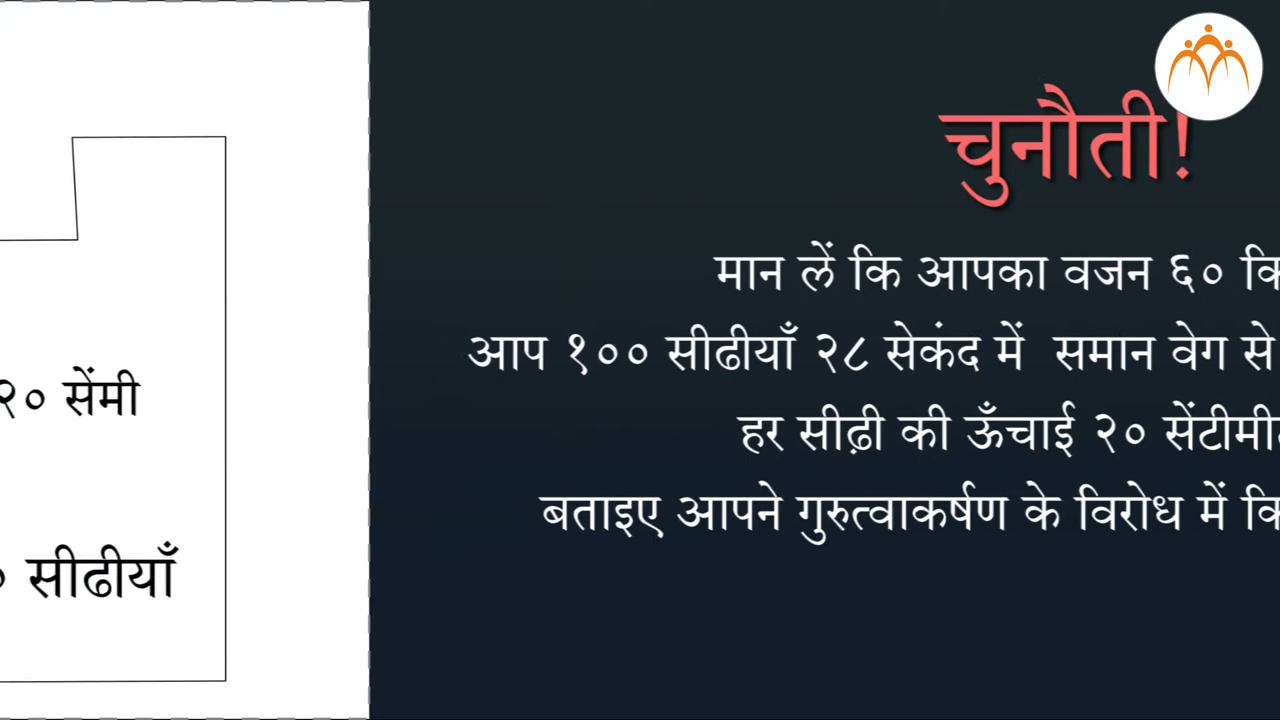 चुनौती!
मान लें कि आपका वजन ६०
आप १०० सीढीयाँ २८ सेकंद में समान वेग से
हर सीढ़ी की ऊँचाई २०
बताइए आपने गुरुत्वाकर्षण के विरोध में
२० सेंमी
सीढीयाँ